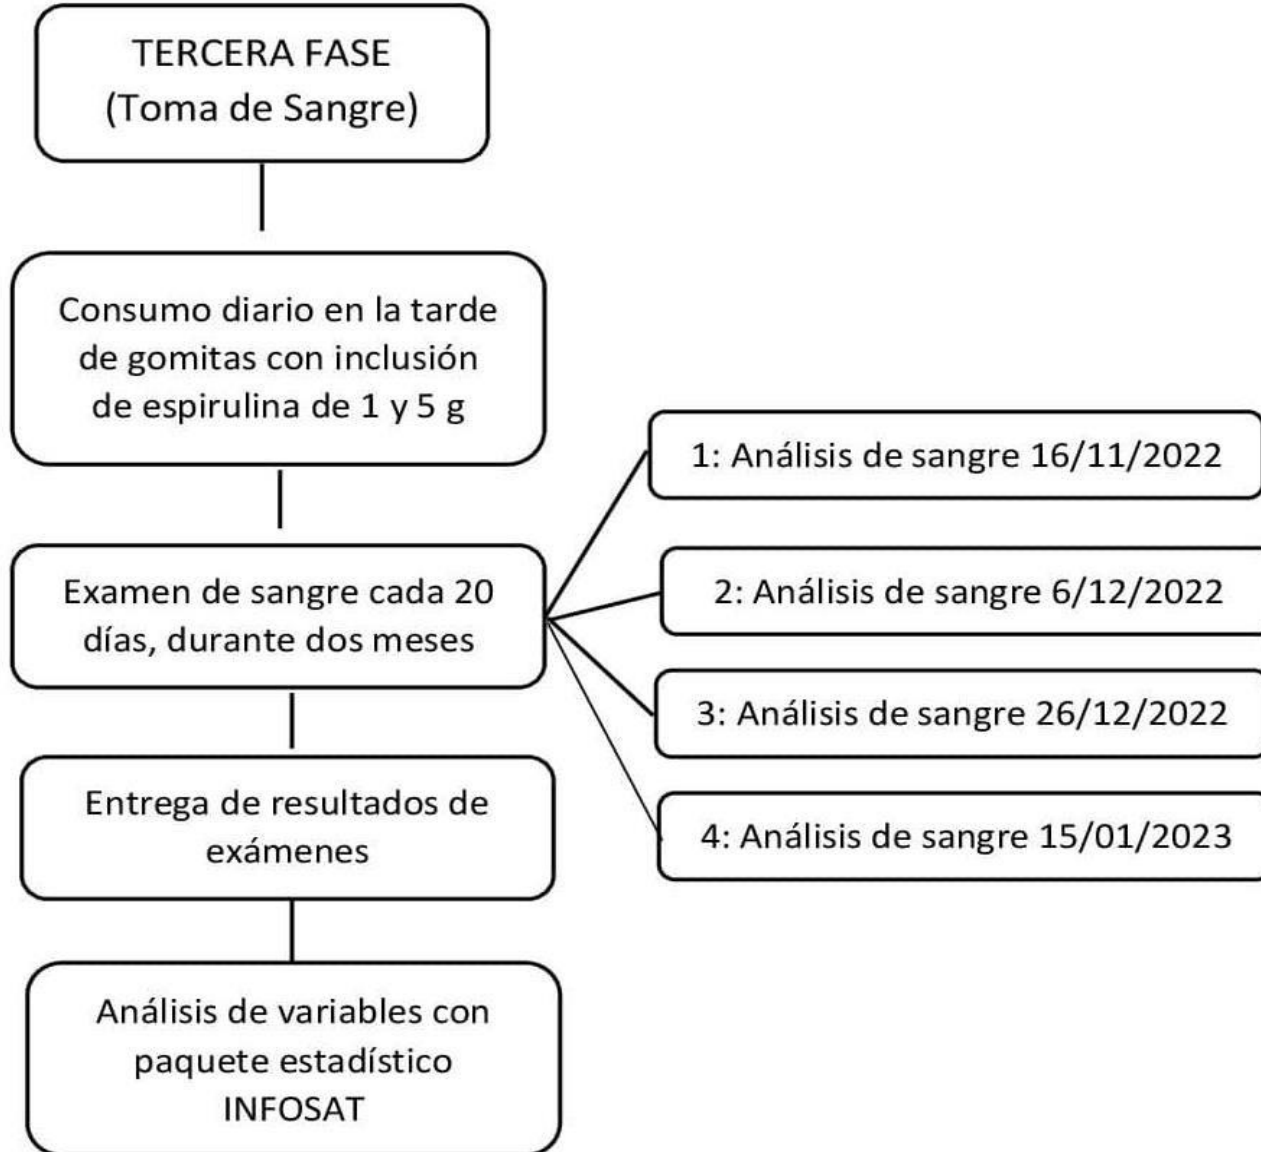 TERCERA FASE
(Toma de Sangre)
Consumo diario en la tarde
de gomitas con inclusión
de espirulina de 1 y 5 g
Examen de sangre cada 20
días, durante dos meses
1: Análisis de sangre 16/11/2022
2: Análisis de sangre 6/12/2022
3: Análisis de sangre 26/12/2022
4: Análisis de sangre 15/01/2023
Entrega de resultados de
exámenes
Análisis de variables con
paquete estadístico
INFOSAT